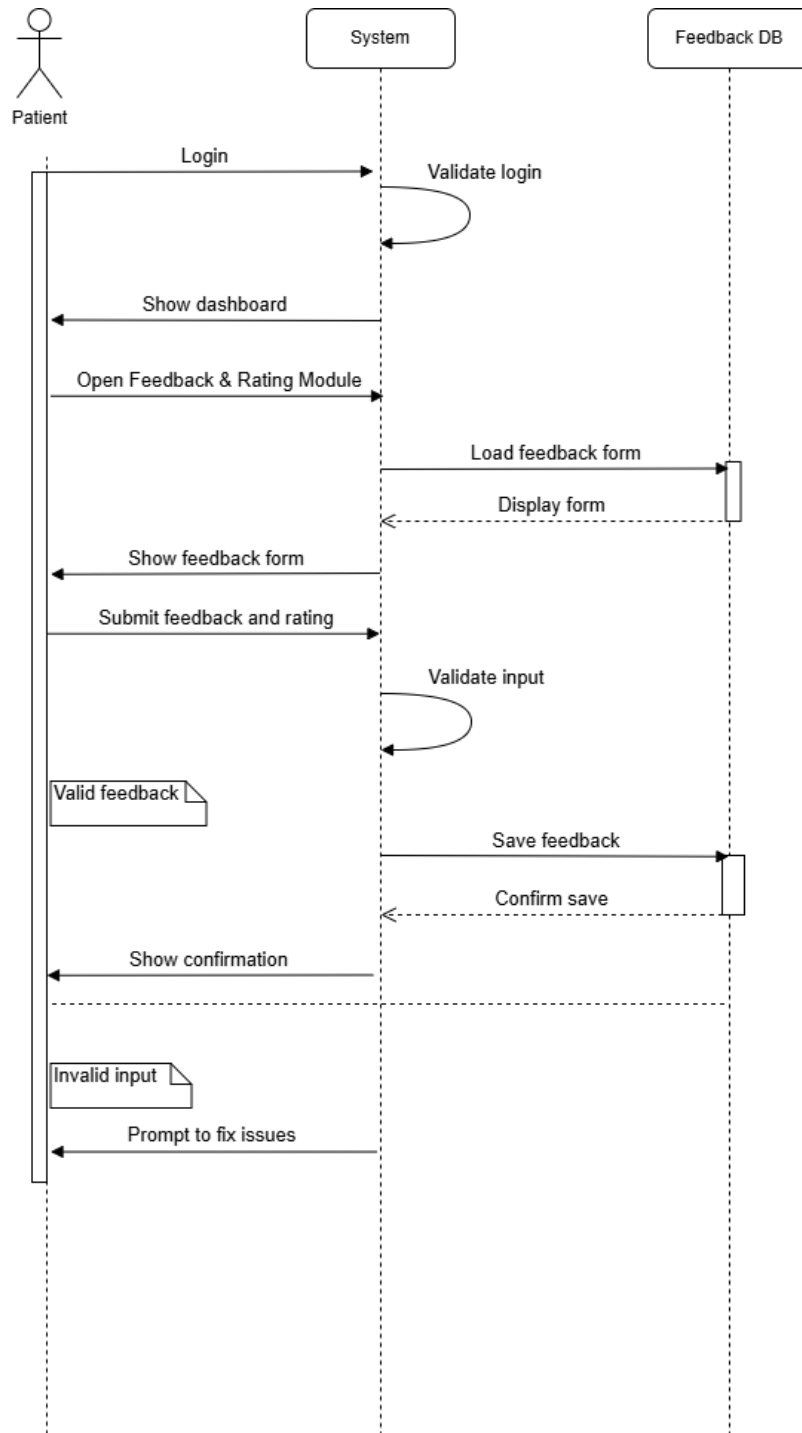 System
Feedback DB
Patient
Login
Validate login
Show dashboard
Open Feedback & Rating Module
Load feedback form
Display form
Show feedback form
Submit feedback and rating
Validate input
Valid feedback
Save feedback
Confirm save
Show confirmation
Invalid input
Prompt to fix issues